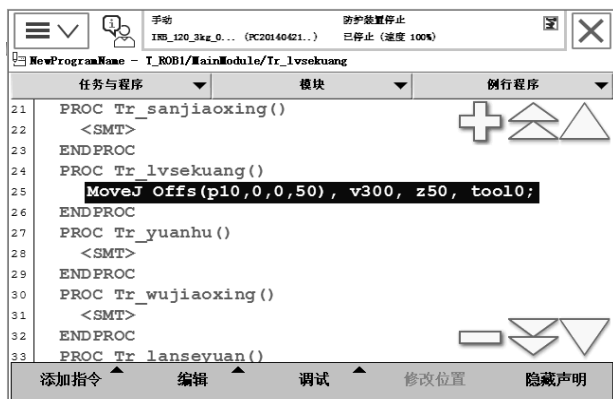 手动
防护装置停止
IRB_120_3kg_0... (PC20140421..)
已停止 (速度 100%)
NewProgramName - T_ROB1/MainModule/Tr_lvsekuang
任务与程序
模块
例行程序
21 PROC Tr_sanjiaoxing()
22 <SMT>
23 ENDPROC
24 PROC Tr_lvsekuang()
25 MoveJ Offs(p10,0,0,50), v300, z50, tool0;
26 ENDPROC
27 PROC Tr_yuanhu()
28 <SMT>
29 ENDPROC
30 PROC Tr_wujiaoxing()
31 <SMT>
32 ENDPROC
33 PROC Tr_lanseyuan()
添加指令
编辑
调试
修改位置
隐藏声明